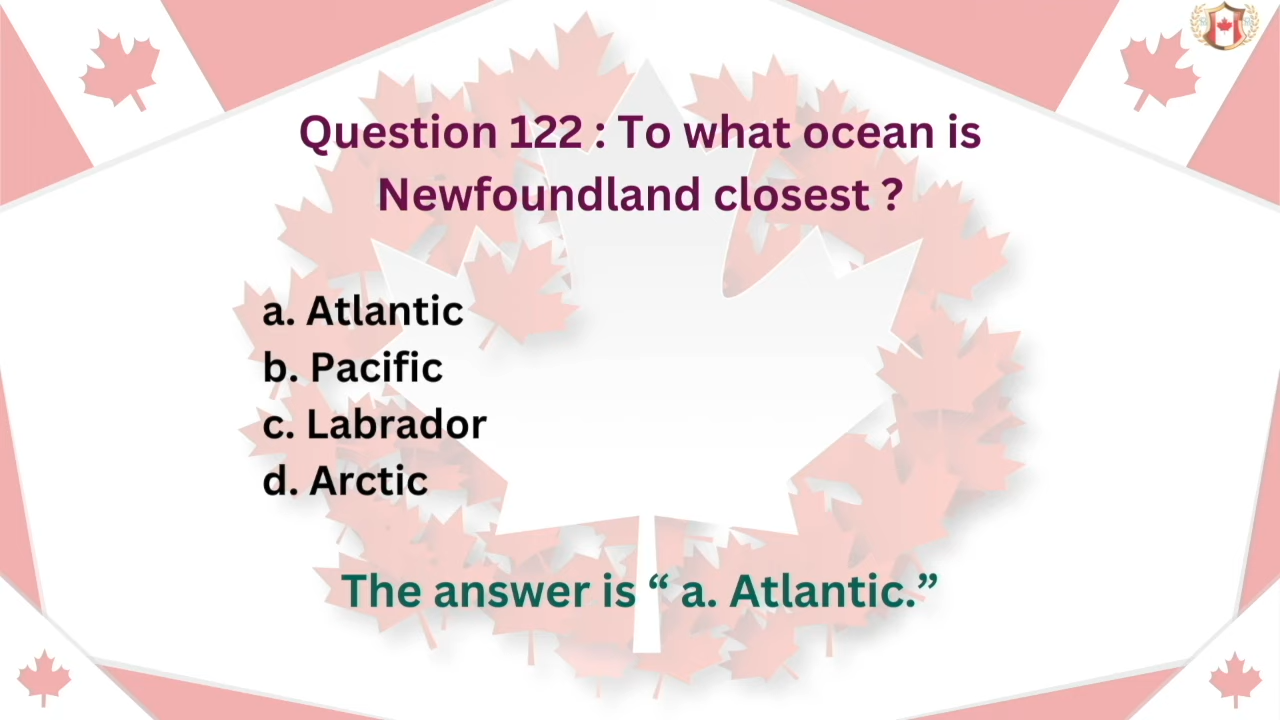 Question 122 : To what ocean is
Newfoundland closest ?
a. Atlantic
b. Pacific
c. Labrador
d. Arctic
The answer is “ a. Atlantic.”